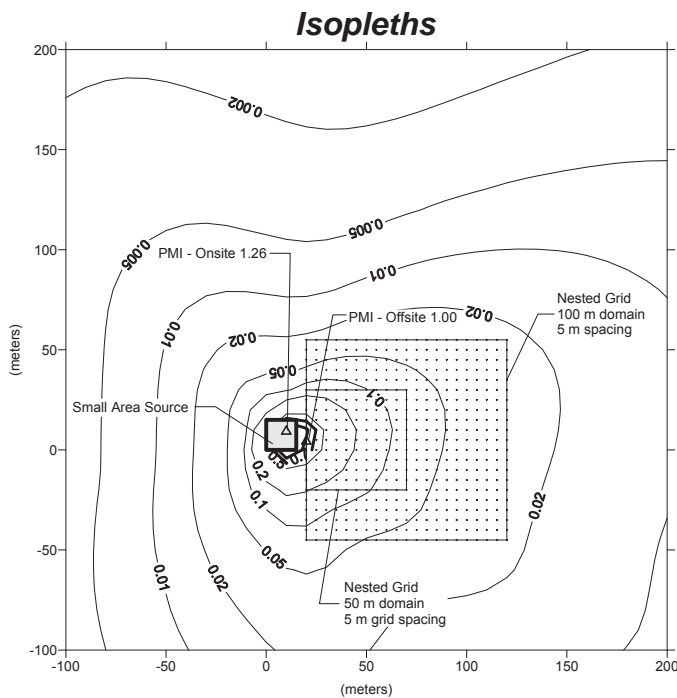 Isopleths
200
150
100
50
0
-50
-100
(meters)
0.002
0.005
0.005
PMI - Onsite 1.26
0.01
0.01
Nested Grid
100 m domain
5 m spacing
0.02
0.02
PMI - Offsite 1.00
0.05
0.1
Small Area Source
0.5
0.2
0.1
0.02
0.05
0.01
0.02
Nested Grid
50 m domain
5 m grid spacing
-100
-50
0
50
100
150
200
(meters)